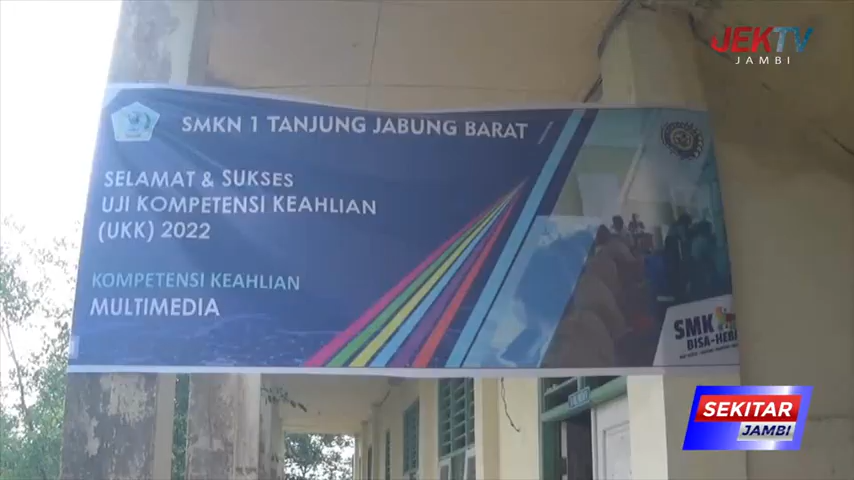 JEKTV
JAMBI
SMKN 1 TANJUNG JABUNG BARAT
SELAMAT & SUKSES
UJI KOMPETENSI KEAHLIAN
(UKK) 2022
KOMPETENSI KEAHLIAN
MULTIMEDIA
SMK
BISA-HEBA
SEKITAR
JAMBI